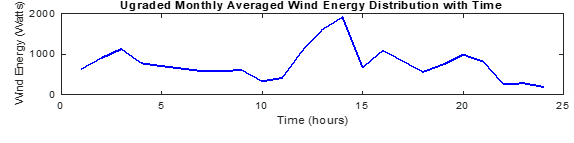 Ugraded Monthly Averaged Wind Energy Distribution with Time
Wind Energy (Watts)
2000
1000
0
0 5 10 15 20 25
Time (hours)